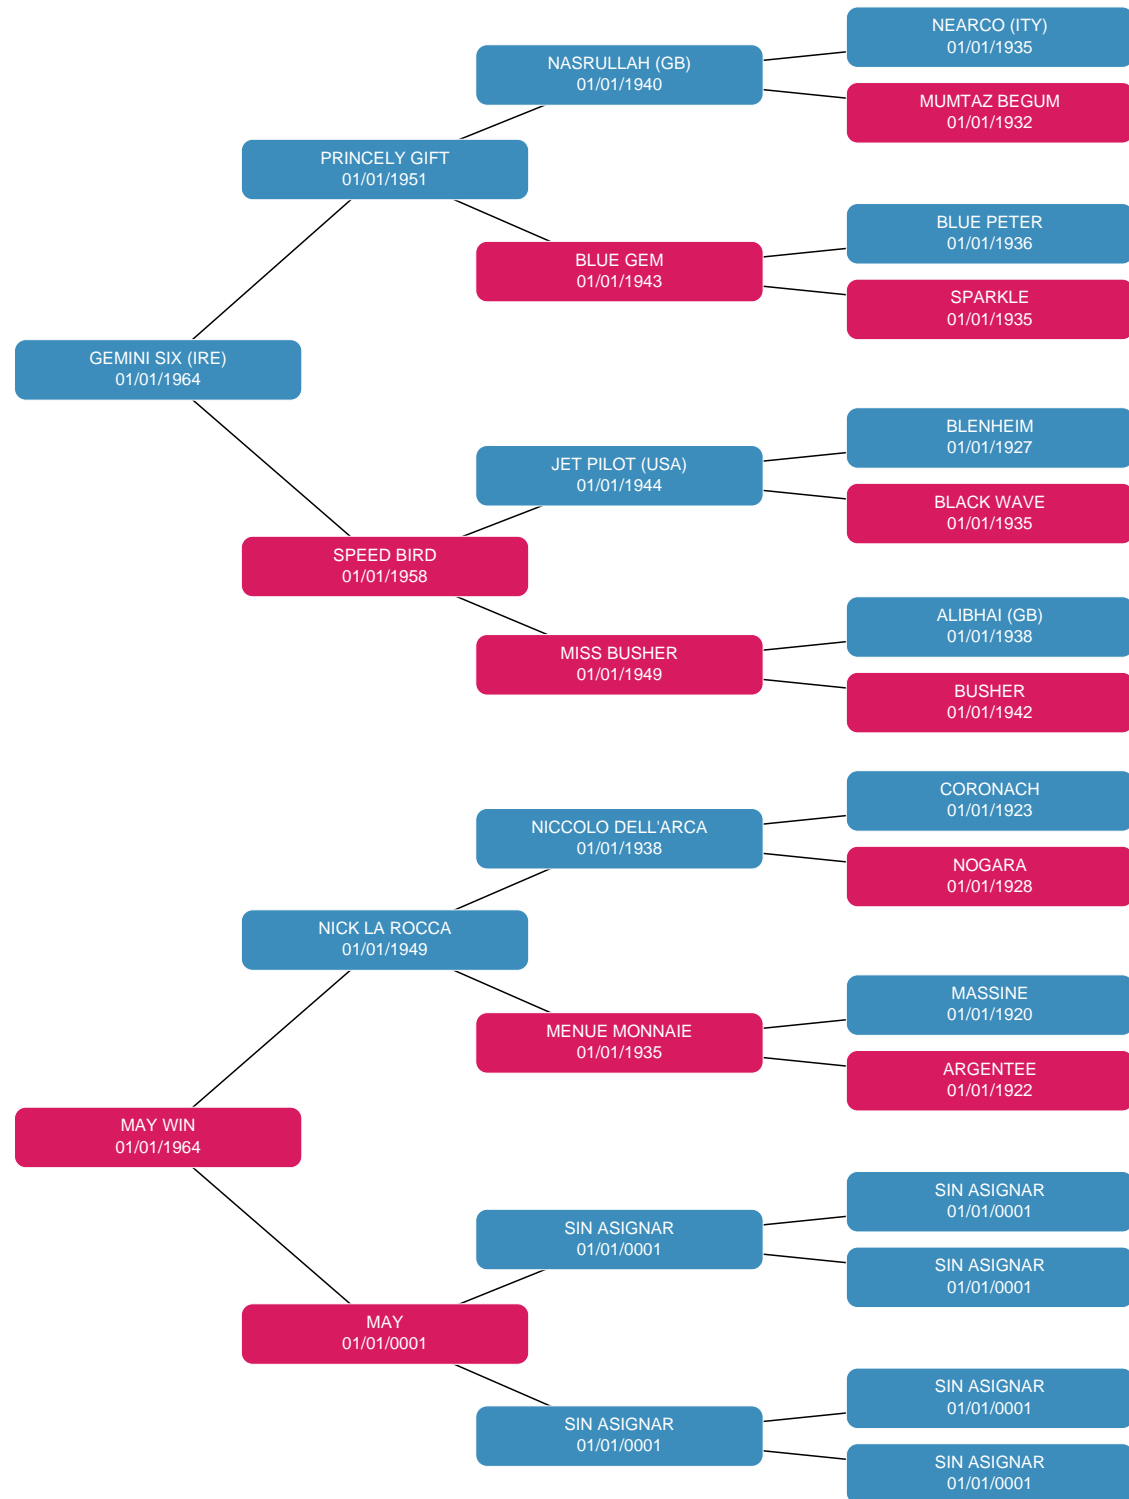 NEARCO (ITY)
01/01/1935
NASRULLAH (GB)
01/01/1940
MUMTAZ BEGUM
01/01/1932
PRINCELY GIFT
01/01/1951
BLUE PETER
01/01/1936
BLUE GEM
01/01/1943
SPARKLE
01/01/1935
GEMINI SIX (IRE)
01/01/1964
BLENHEIM
01/01/1927
JET PILOT (USA)
01/01/1944
BLACK WAVE
01/01/1935
SPEED BIRD
01/01/1958
ALIBHAI (GB)
01/01/1938
MISS BUSHER
01/01/1949
BUSHER
01/01/1942
CORONACH
01/01/1923
NICCOLO DELL'ARCA
01/01/1938
NOGARA
01/01/1928
NICK LA ROCCA
01/01/1949
MASSINE
01/01/1920
MENUE MONNAIE
01/01/1935
ARGENTEE
01/01/1922
MAY WIN
01/01/1964
SIN ASIGNAR
01/01/0001
SIN ASIGNAR
01/01/0001
SIN ASIGNAR
01/01/0001
MAY
01/01/0001
SIN ASIGNAR
01/01/0001
SIN ASIGNAR
01/01/0001
SIN ASIGNAR
01/01/0001